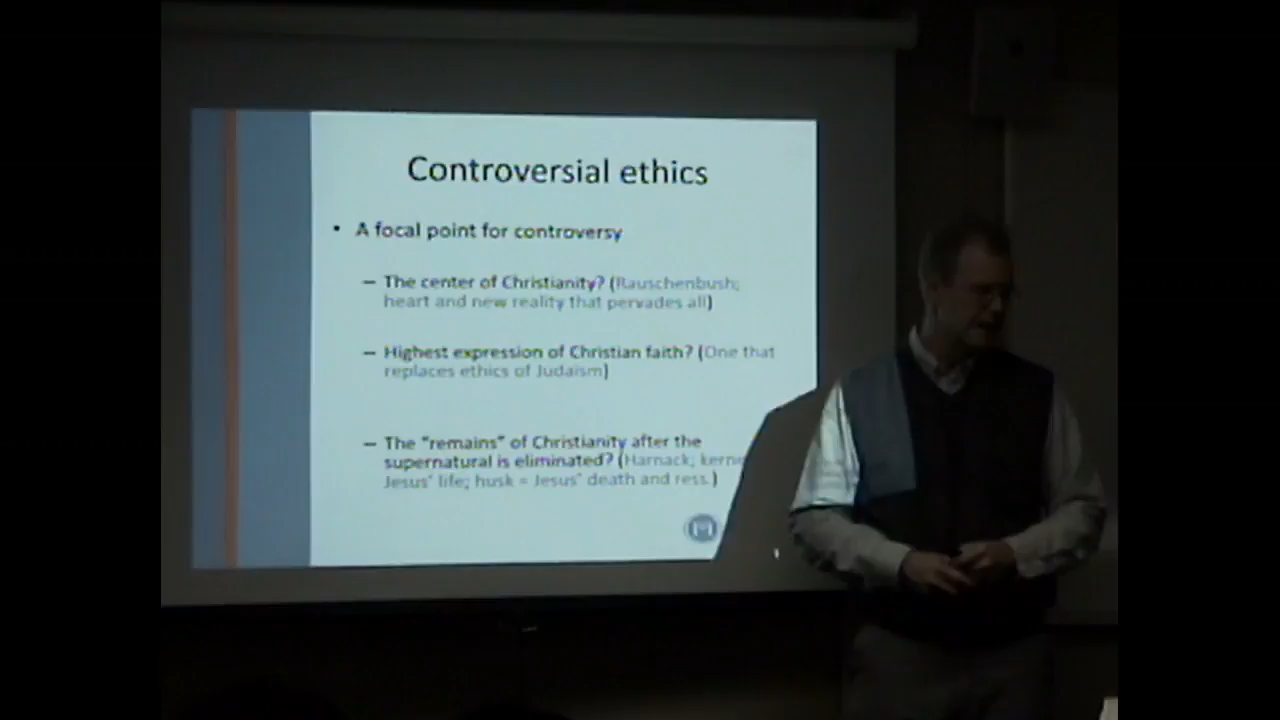 Controversial ethics
• A focal point for controversy
– The center of Christianity? (Rauschenbush;
heart and new reality that pervades all)
– Highest expression of Christian faith? (One that
replaces ethics of Judaism)
– The "remains" of Christianity after the
supernatural is eliminated? (Harnack;
Jesus' life; husk = Jesus' death and ress.)